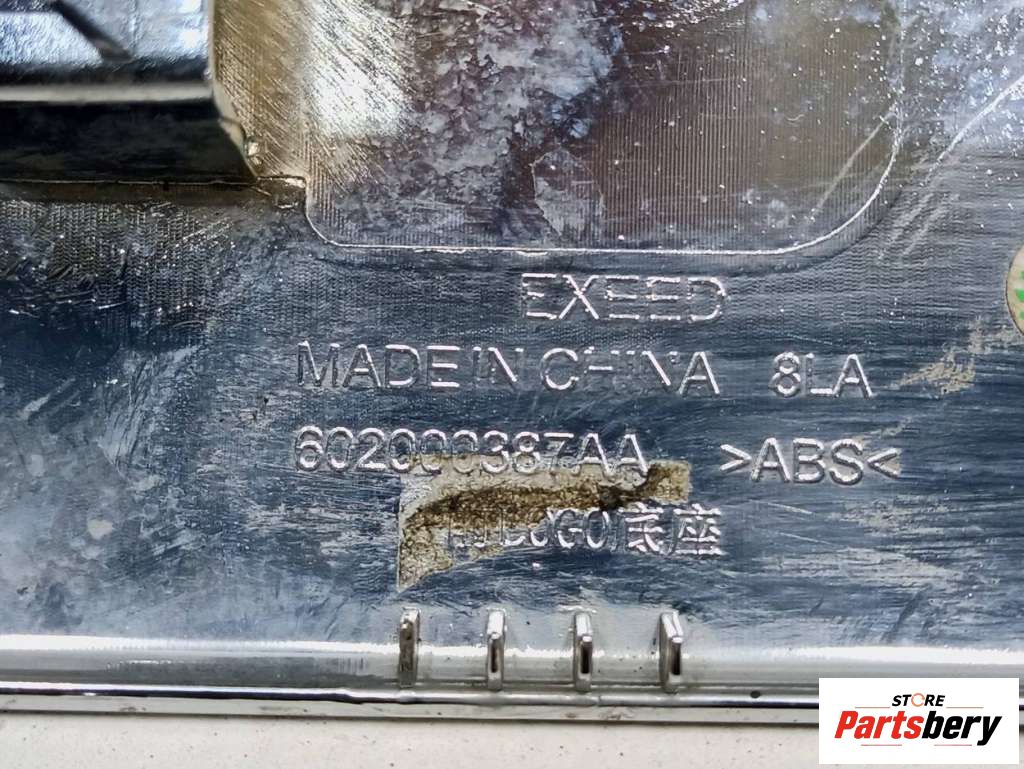 EXEED
MADE IN CHINA 8LA
602000387AA >ABS<
底座
STORE
Partsbery